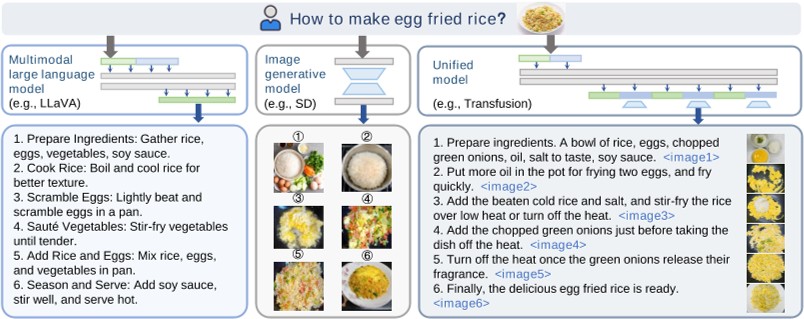 How to make egg fried rice?
Multimodal
large language
model
(e.g., LLaVA)
Image
generative
model
(e.g., SD)
Unified
model
(e.g., Transfusion)
1. Prepare Ingredients: Gather rice,
eggs, vegetables, soy sauce.
2. Cook Rice: Boil and cool rice for
better texture.
3. Scramble Eggs: Lightly beat and
scramble eggs in a pan.
4. Sauté Vegetables: Stir-fry vegetables
until tender.
5. Add Rice and Eggs: Mix rice, eggs,
and vegetables in pan.
6. Season and Serve: Add soy sauce,
stir well, and serve hot.
① ②
③ ④
⑤ ⑥
1. Prepare ingredients. A bowl of rice, eggs, chopped
green onions, oil, salt to taste, soy sauce. <image1>
2. Put more oil in the pot for frying two eggs, and fry
quickly. <image2>
3. Add the beaten cold rice and salt, and stir-fry the rice
over low heat or turn off the heat. <image3>
4. Add the chopped green onions just before taking the
dish off the heat. <image4>
5. Turn off the heat once the green onions release their
fragrance. <image5>
6. Finally, the delicious egg fried rice is ready.
<image6>